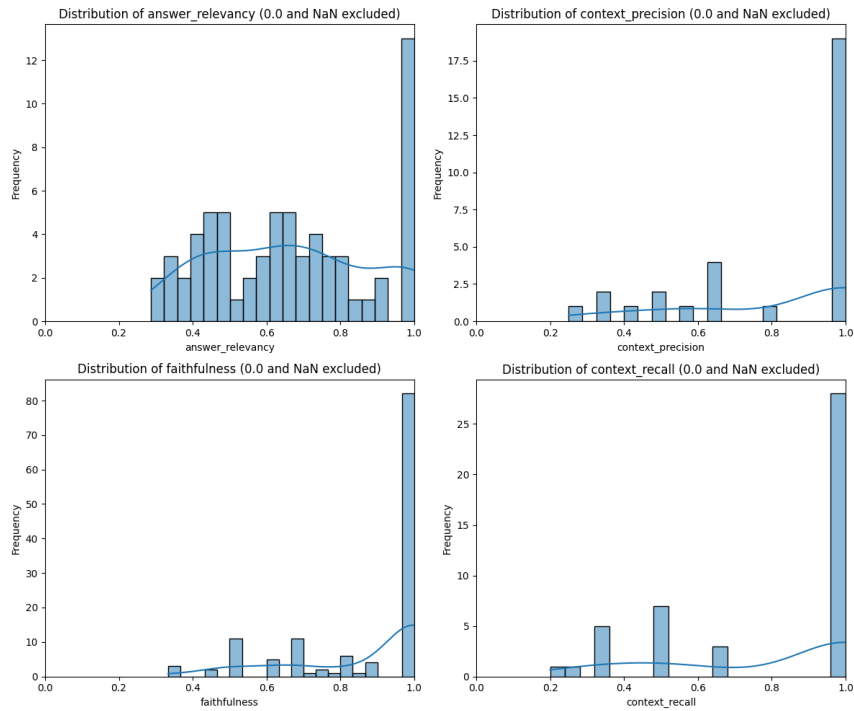 Distribution of answer_relevancy (0.0 and NaN excluded)
12
10
8
6
4
2
0
Frequency
0.0 0.2 0.4 0.6 0.8 1.0
answer_relevancy
Distribution of context_precision (0.0 and NaN excluded)
17.5
15.0
12.5
10.0
7.5
5.0
2.5
0.0
Frequency
0.0 0.2 0.4 0.6 0.8 1.0
context_precision
Distribution of faithfulness (0.0 and NaN excluded)
80
70
60
50
40
30
20
10
0
Frequency
0.0 0.2 0.4 0.6 0.8 1.0
faithfulness
Distribution of context_recall (0.0 and NaN excluded)
25
20
15
10
5
0
Frequency
0.0 0.2 0.4 0.6 0.8 1.0
context_recall